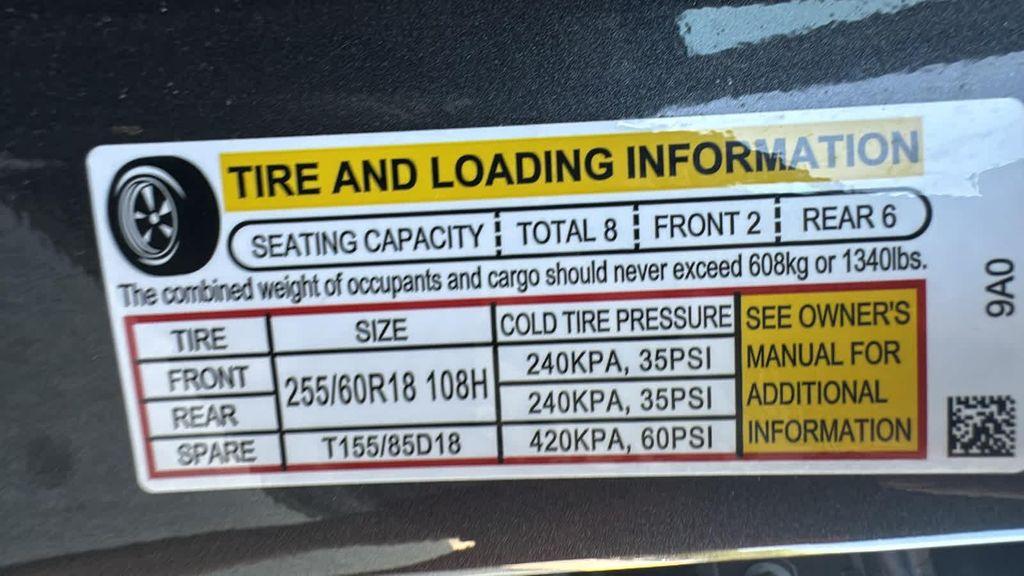 TIRE AND LOADING INFORMATION
SEATING CAPACITY TOTAL 8 FRONT 2 REAR 6
The combined weight of occupants and cargo should never exceed 608kg or 1340lbs.
TIRE SIZE COLD TIRE PRESSURE
FRONT 255/60R18 108H 240KPA, 35PSI
REAR 240KPA, 35PSI
SPARE T155/85D18 420KPA, 60PSI
SEE OWNER'S
MANUAL FOR
ADDITIONAL
INFORMATION
9A0